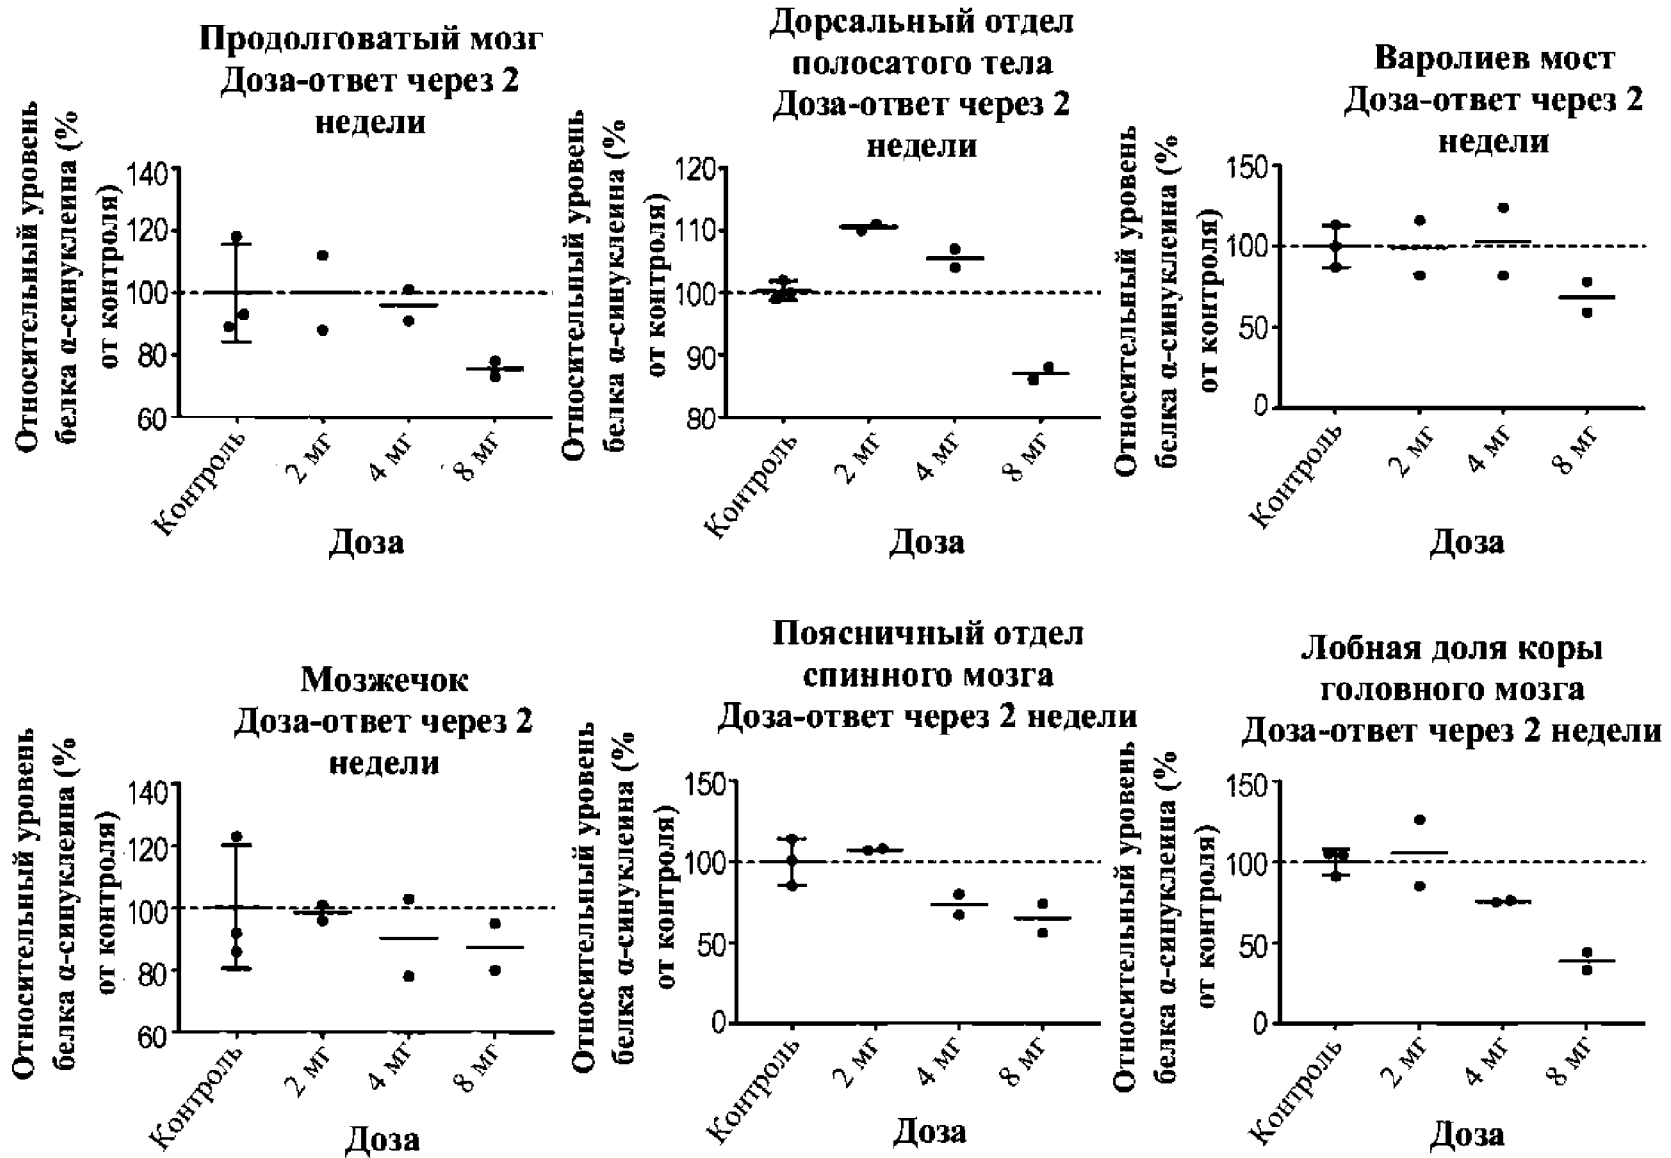 Продолговатый мозг
Доза-ответ через 2
недели
Относительный уровень
белка α-синуклеина (%
от контроля)
140
120
100
80
60
Контроль
2 мг
4 мг
8 мг
Доза
Дорсальный отдел
полосатого тела
Доза-ответ через 2
недели
Относительный уровень
белка α-синуклеина (%
от контроля)
120
110
100
90
80
Контроль
2 мг
4 мг
8 мг
Доза
Варолиев мост
Доза-ответ через 2
недели
Относительный уровень
белка α-синуклеина (%
от контроля)
150
100
50
0
Контроль
2 мг
4 мг
8 мг
Доза
Мозжечок
Доза-ответ через 2
недели
Относительный уровень
белка α-синуклеина (%
от контроля)
140
120
100
80
60
Контроль
2 мг
4 мг
8 мг
Доза
Поясничный отдел
спинного мозга
Доза-ответ через 2 недели
Относительный уровень
белка α-синуклеина (%
от контроля)
150
100
50
0
Контроль
2 мг
4 мг
8 мг
Доза
Лобная доля коры
головного мозга
Доза-ответ через 2 недели
Относительный уровень
белка α-синуклеина (%
от контроля)
150
100
50
0
Контроль
2 мг
4 мг
8 мг
Доза